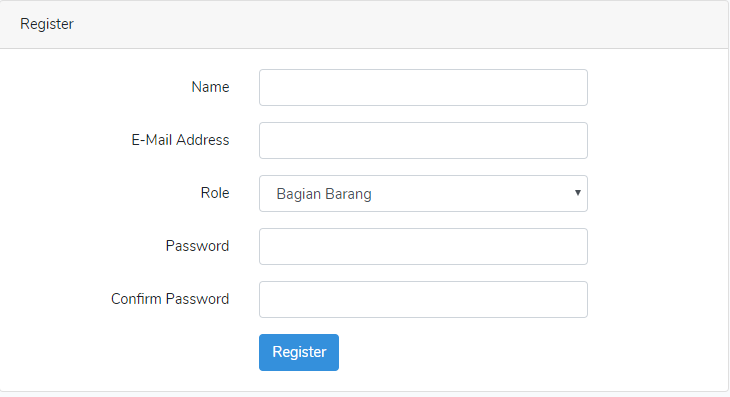 Register
Name
E-Mail Address
Role Bagian Barang
Password
Confirm Password
Register